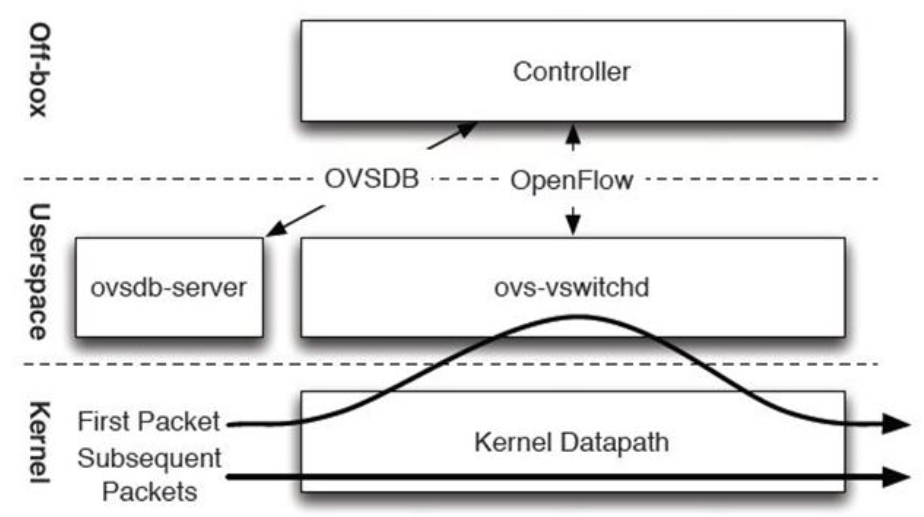 Off-box
Controller
OVSDB
OpenFlow
Userspace
ovsdb-server
ovs-vswitchd
Kernel
First Packet
Subsequent
Packets
Kernel Datapath